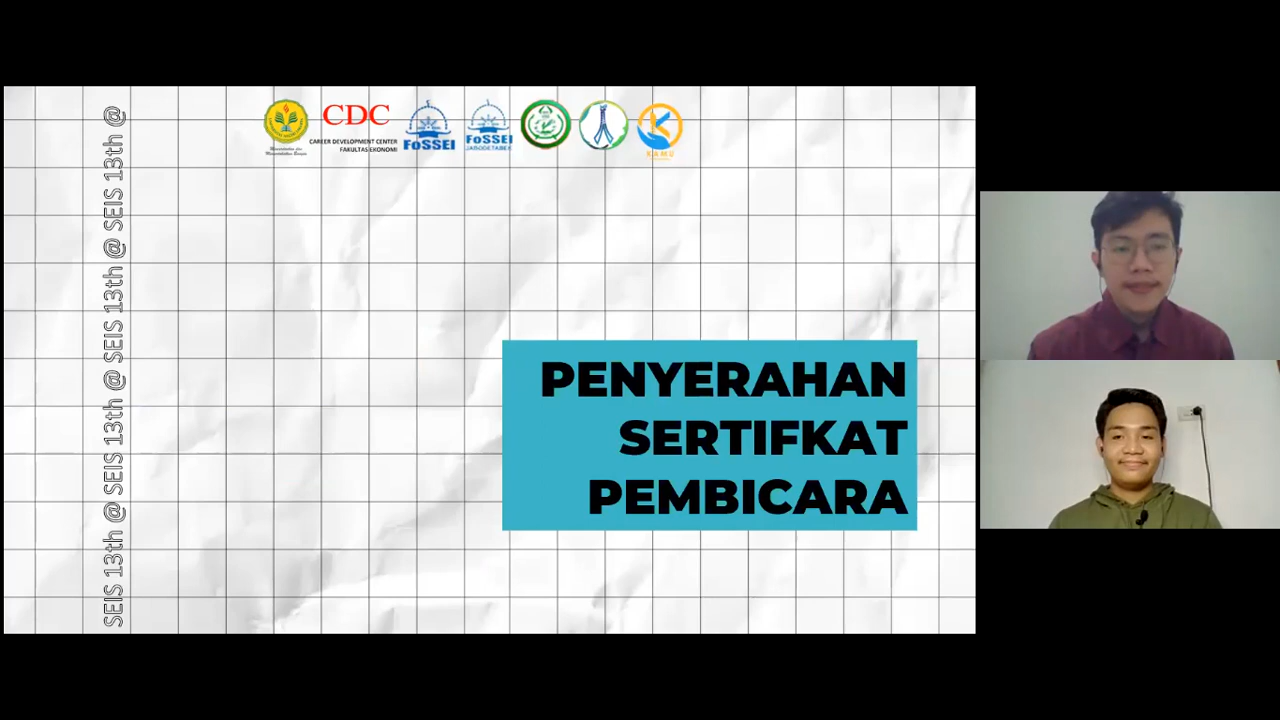 SEIS 13th @ SEIS 13th @ SEIS 13th @ SEIS 13th @
CDC
CAREER DEVELOPMENT CENTER
FAKULTAS EKONOMI
FoSSEI
FoSSEI
JABODETABEK
KAMU
PENYERAHAN
SERTIFKAT
PEMBICARA